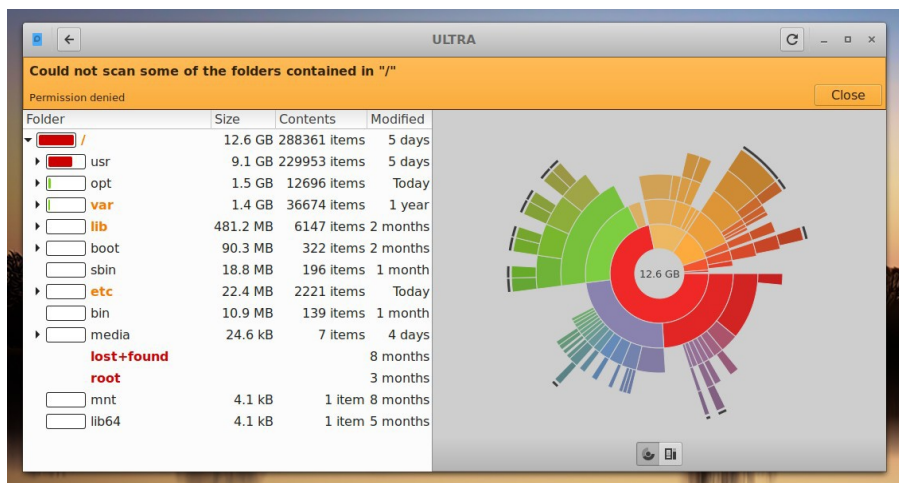 ULTRA
Could not scan some of the folders contained in "/"
Permission denied
Close
Folder Size Contents Modified
/ 12.6 GB 288361 items 5 days
usr 9.1 GB 229953 items 5 days
opt 1.5 GB 12696 items Today
var 1.4 GB 36674 items 1 year
lib 481.2 MB 6147 items 2 months
boot 90.3 MB 322 items 2 months
sbin 18.8 MB 196 items 1 month
etc 22.4 MB 2221 items Today
bin 10.9 MB 139 items 1 month
media 24.6 kB 7 items 4 days
lost+found 8 months
root 3 months
mnt 4.1 kB 1 item 8 months
lib64 4.1 kB 1 item 5 months
12.6 GB